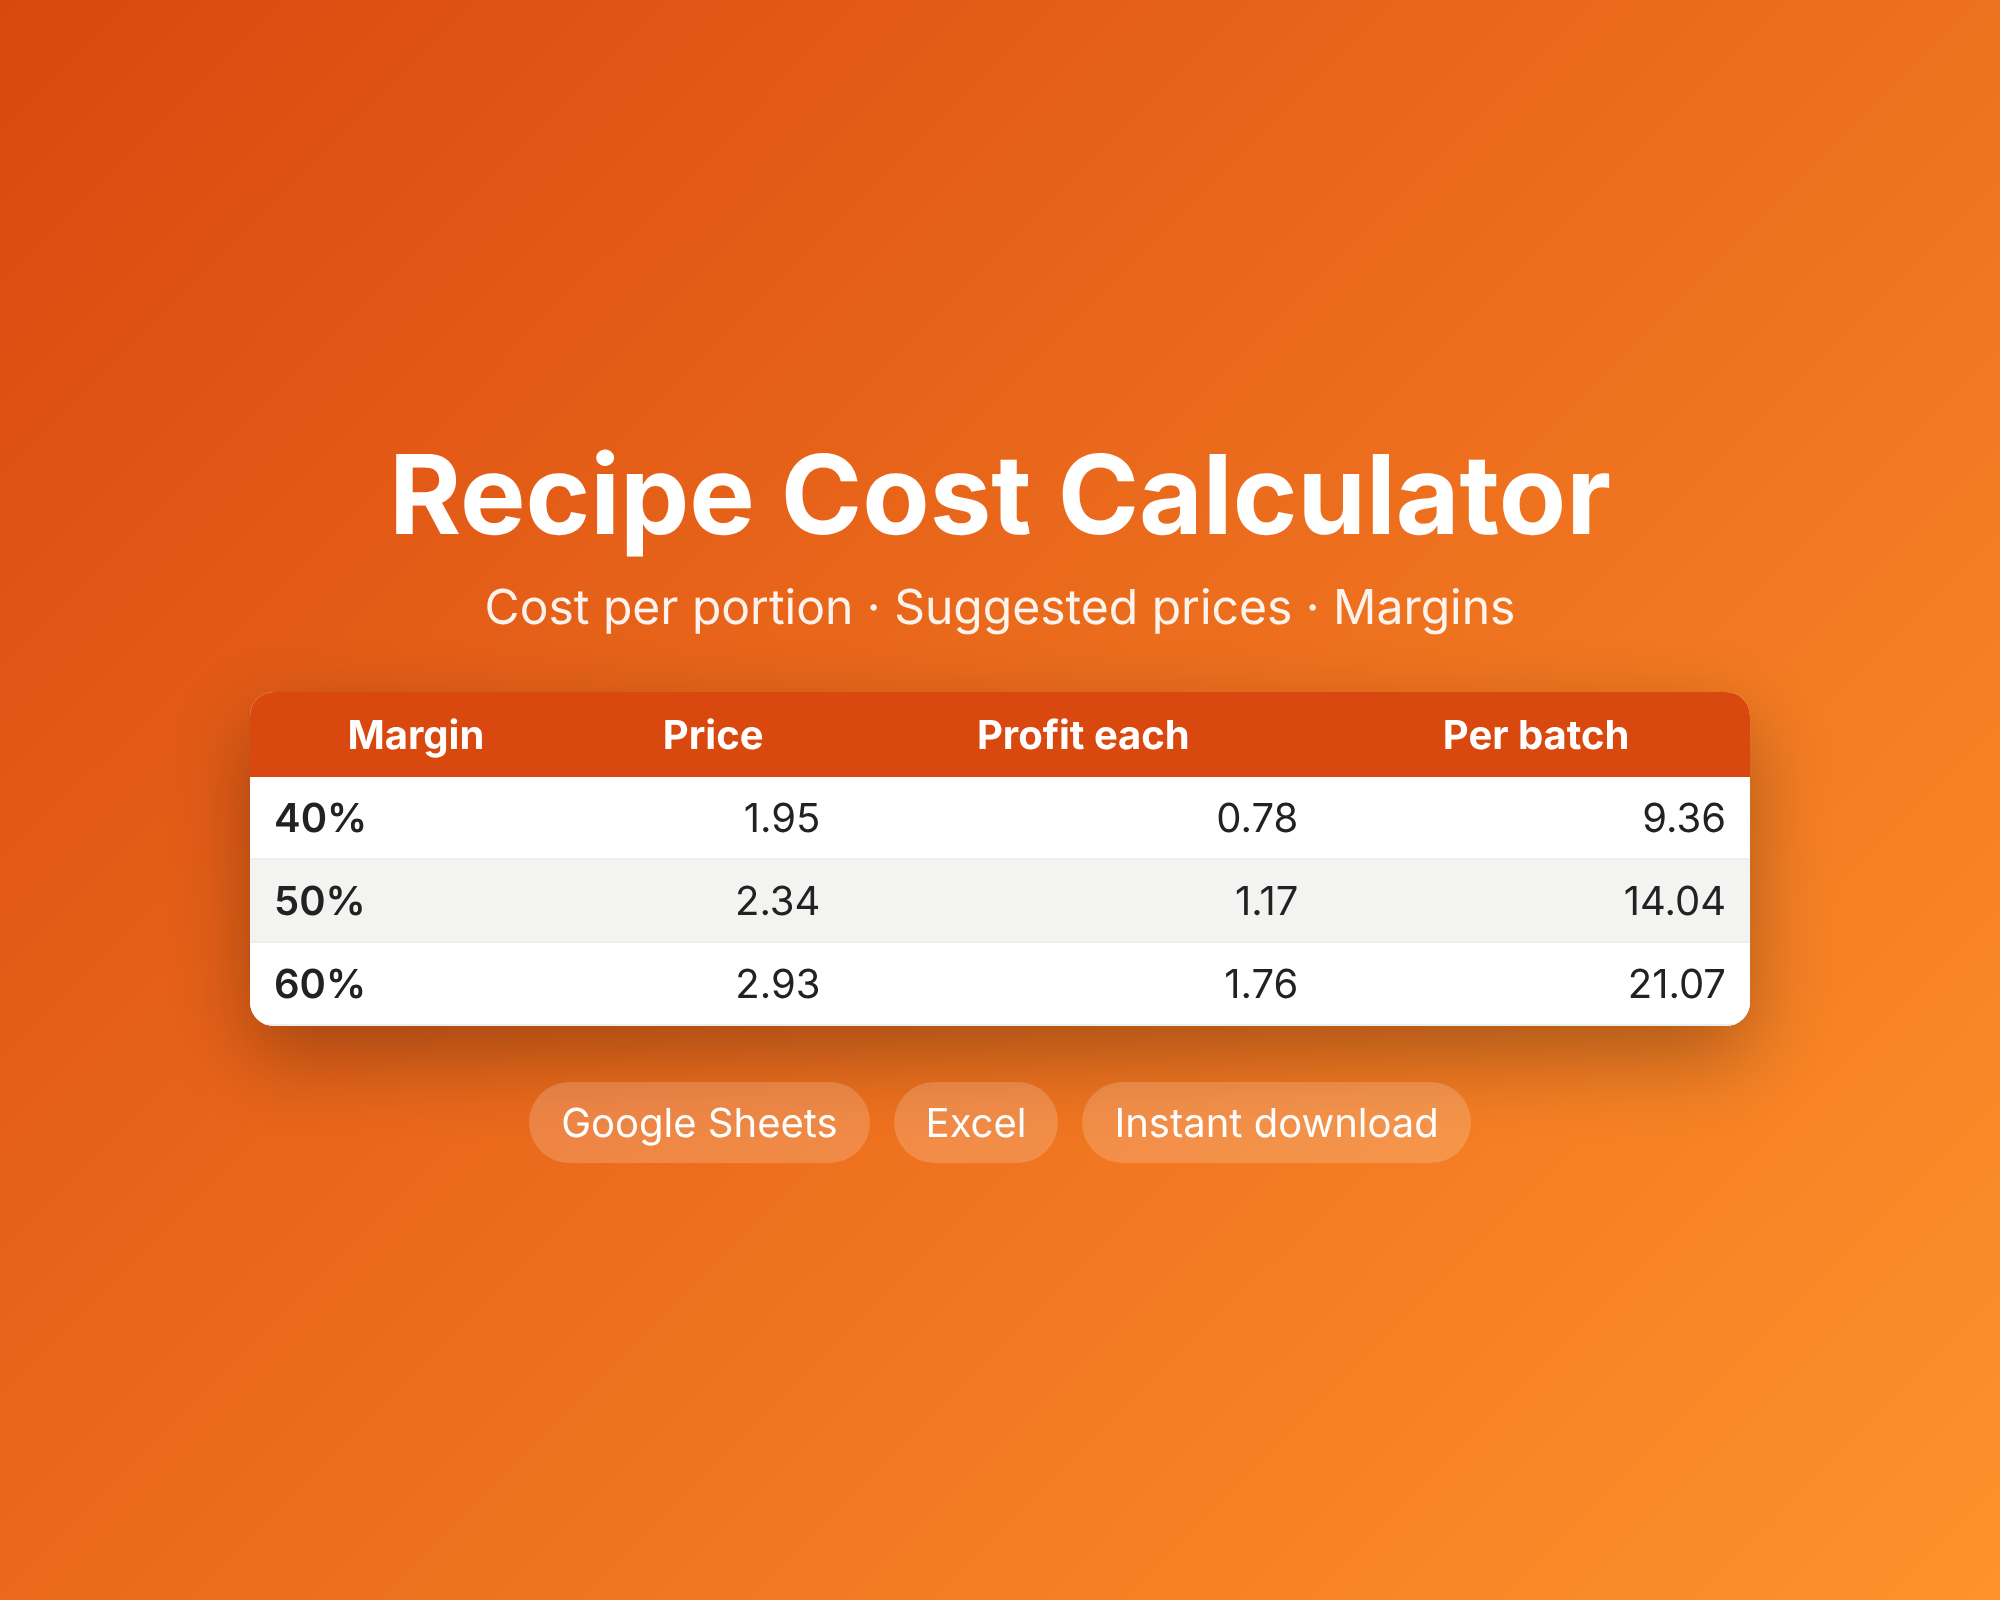 Recipe Cost Calculator
Cost per portion · Suggested prices · Margins
Margin Price Profit each Per batch
40% 1.95 0.78 9.36
50% 2.34 1.17 14.04
60% 2.93 1.76 21.07
Google Sheets Excel Instant download